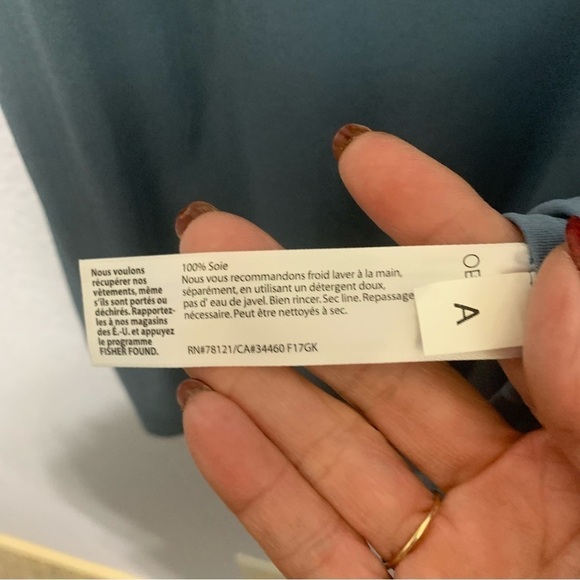 Nous voulons
récupérer nos
vêtements, même
s'ils sont portés ou
déchirés. Rapportez-
les à nos magasins
des É.-U. et appuyez
le programme
FISHER FOUND.
100% Soie
Nous vous recommandons froid laver à la main,
séparément, en utilisant un détergent doux,
pas d' eau de javel. Bien rincer. Sec line. Repassage
nécessaire. Peut être nettoyés à sec.
RN#78121/CA#34460 F17GK
A